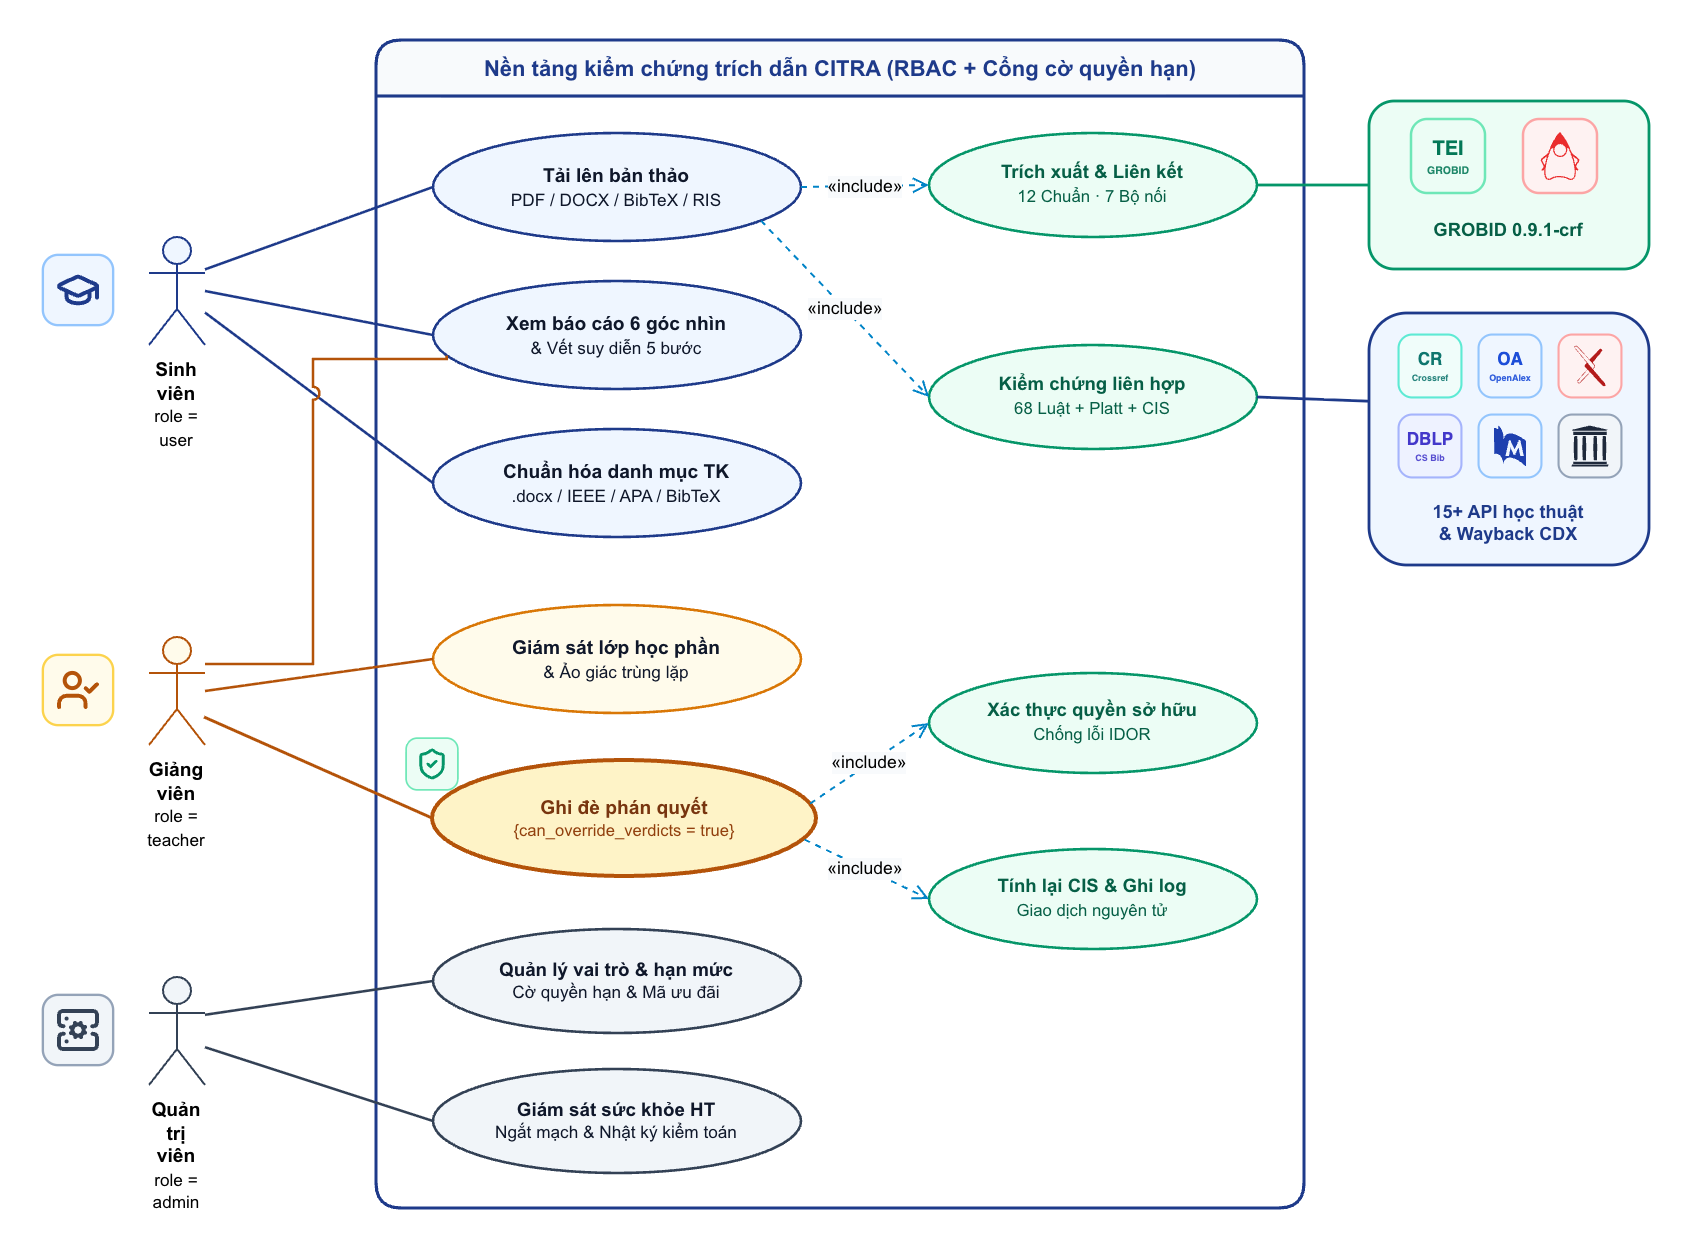 Nền tảng kiểm chứng trích dẫn CITRA (RBAC + Cổng cờ quyền hạn)
Tải lên bản thảo
PDF / DOCX / BibTeX / RIS
«include»
Trích xuất & Liên kết
12 Chuẩn · 7 Bộ nối
TEI
GROBID
GROBID 0.9.1-crf
Sinh
viên
role =
user
Xem báo cáo 6 góc nhìn
& Vết suy diễn 5 bước
«include»
Kiểm chứng liên hợp
68 Luật + Platt + CIS
CR
Crossref
OA
OpenAlex
DBLP
CS Bib
M
15+ API học thuật
& Wayback CDX
Chuẩn hóa danh mục TK
.docx / IEEE / APA / BibTeX
Giảng
viên
role =
teacher
Giám sát lớp học phần
& Ảo giác trùng lặp
Ghi đè phán quyết
{can_override_verdicts = true}
«include»
Xác thực quyền sở hữu
Chống lỗi IDOR
«include»
Tính lại CIS & Ghi log
Giao dịch nguyên tử
Quản
trị
viên
role =
admin
Quản lý vai trò & hạn mức
Cờ quyền hạn & Mã ưu đãi
Giám sát sức khỏe HT
Ngắt mạch & Nhật ký kiểm toán